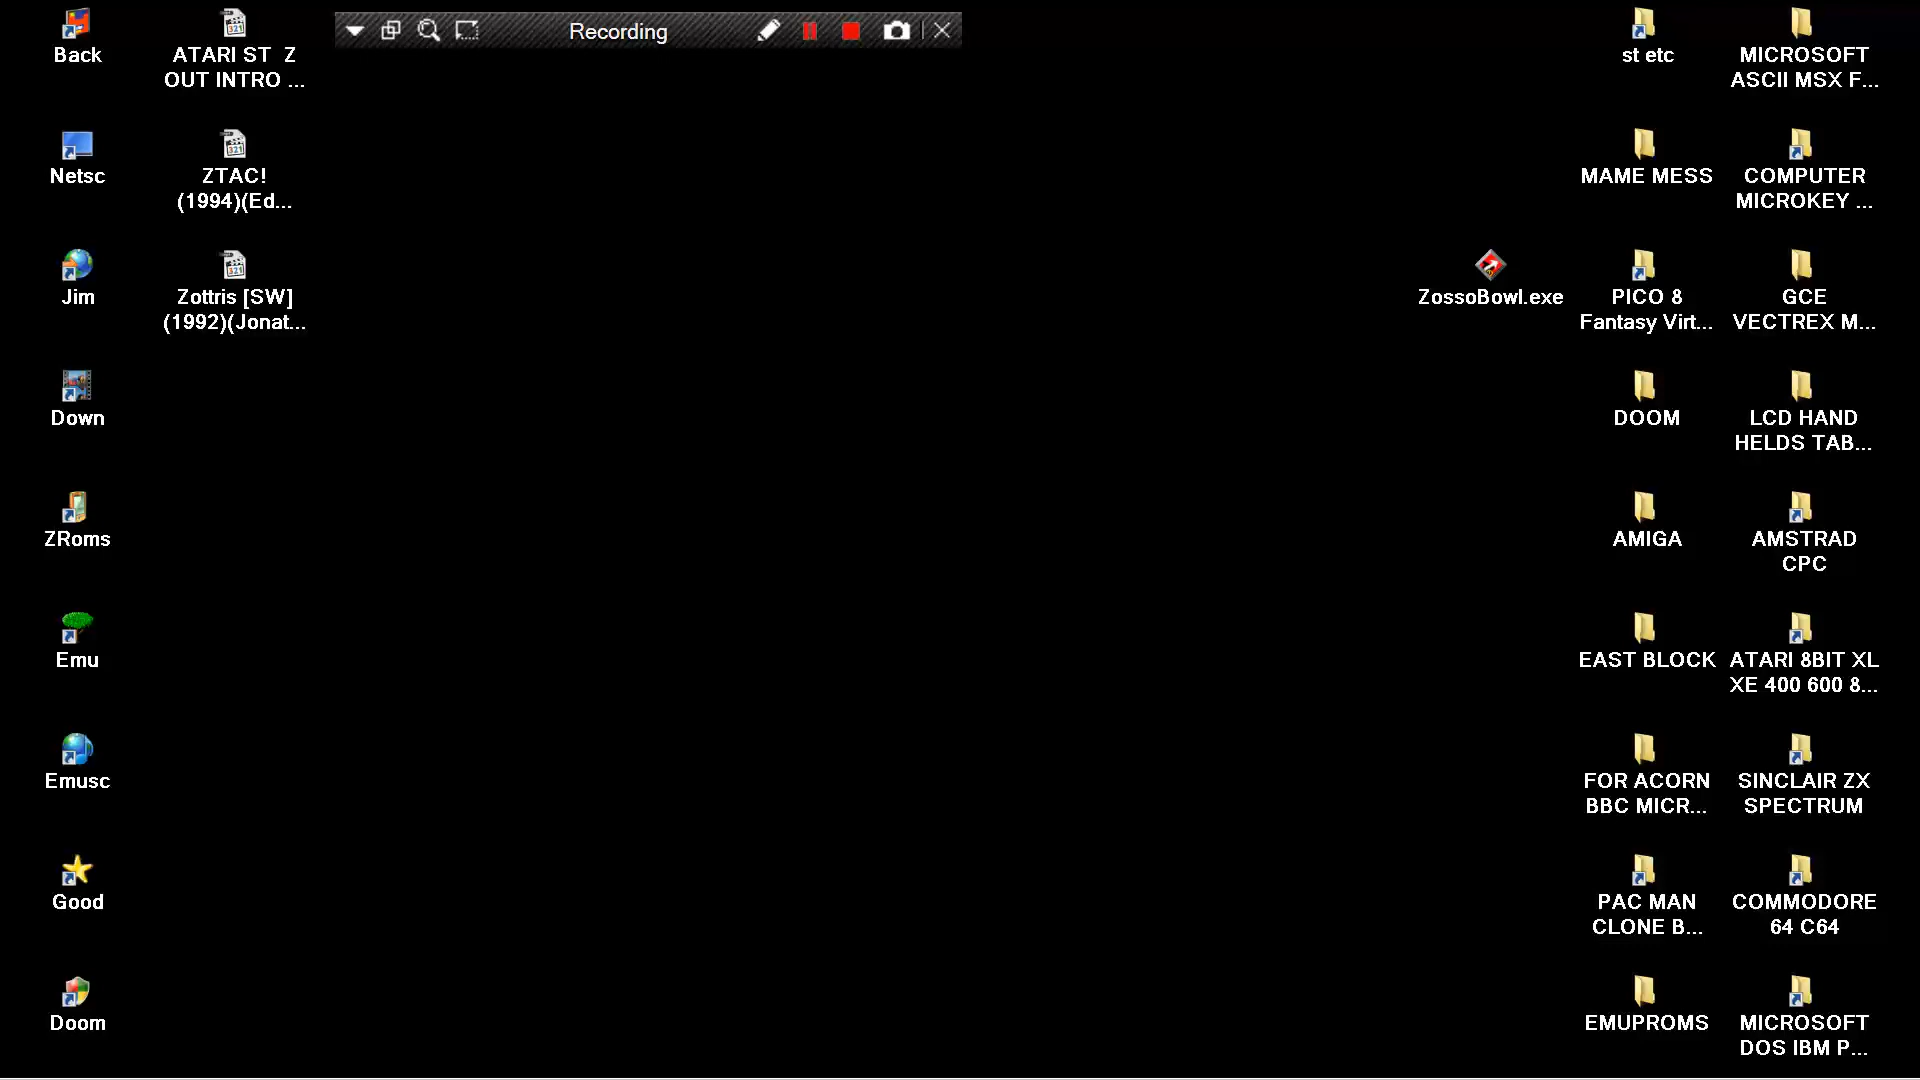 Back
ATARI ST Z
OUT INTRO ...
Recording
st etc
MICROSOFT
ASCII MSX F...
Netsc
ZTAC!
(1994)(Ed...
MAME MESS
COMPUTER
MICROKEY ...
Jim
Zottris [SW]
(1992)(Jonat...
ZossoBowl.exe
PICO 8
Fantasy Virt...
GCE
VECTREX M...
Down
DOOM
LCD HAND
HELDS TAB...
ZRoms
AMIGA
AMSTRAD
CPC
Emu
EAST BLOCK
ATARI 8BIT XL
XE 400 600 8...
Emusc
FOR ACORN
BBC MICR...
SINCLAIR ZX
SPECTRUM
Good
PAC MAN
CLONE B...
COMMODORE
64 C64
Doom
EMUPROMS
MICROSOFT
DOS IBM P...